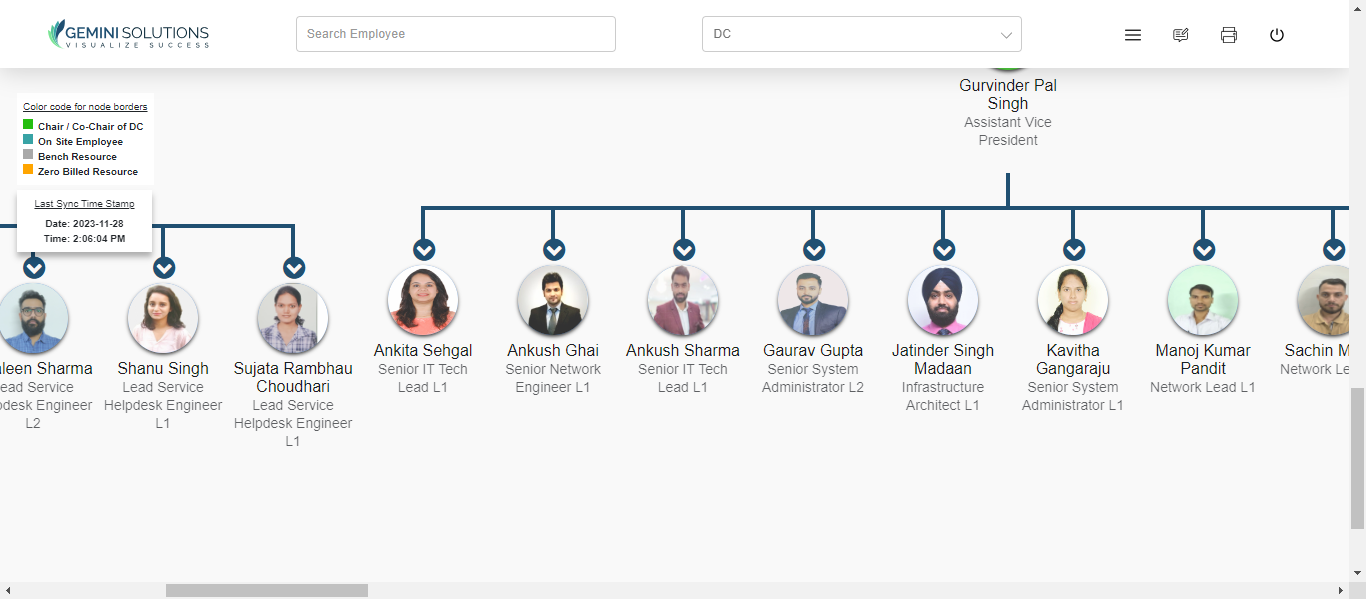 GEMINI SOLUTIONS
VISUALIZE SUCCESS
Search Employee
DC
Color code for node borders
Chair / Co-Chair of DC
On Site Employee
Bench Resource
Zero Billed Resource
Last Sync Time Stamp
Date: 2023-11-28
Time: 2:06:04 PM
Gurvinder Pal
Singh
Assistant Vice
President
Sharma
Service
Engineer
L2
Shanu Singh
Lead Service
Helpdesk Engineer
L1
Sujata Rambhau
Choudhari
Lead Service
Helpdesk Engineer
L1
Ankita Sehgal
Senior IT Tech
Lead L1
Ankush Ghai
Senior Network
Engineer L1
Ankush Sharma
Senior IT Tech
Lead L1
Gaurav Gupta
Senior System
Administrator L2
Jatinder Singh
Madaan
Infrastructure
Architect L1
Kavitha
Gangaraju
Senior System
Administrator L1
Manoj Kumar
Pandit
Network Lead L1
Sachin
Network